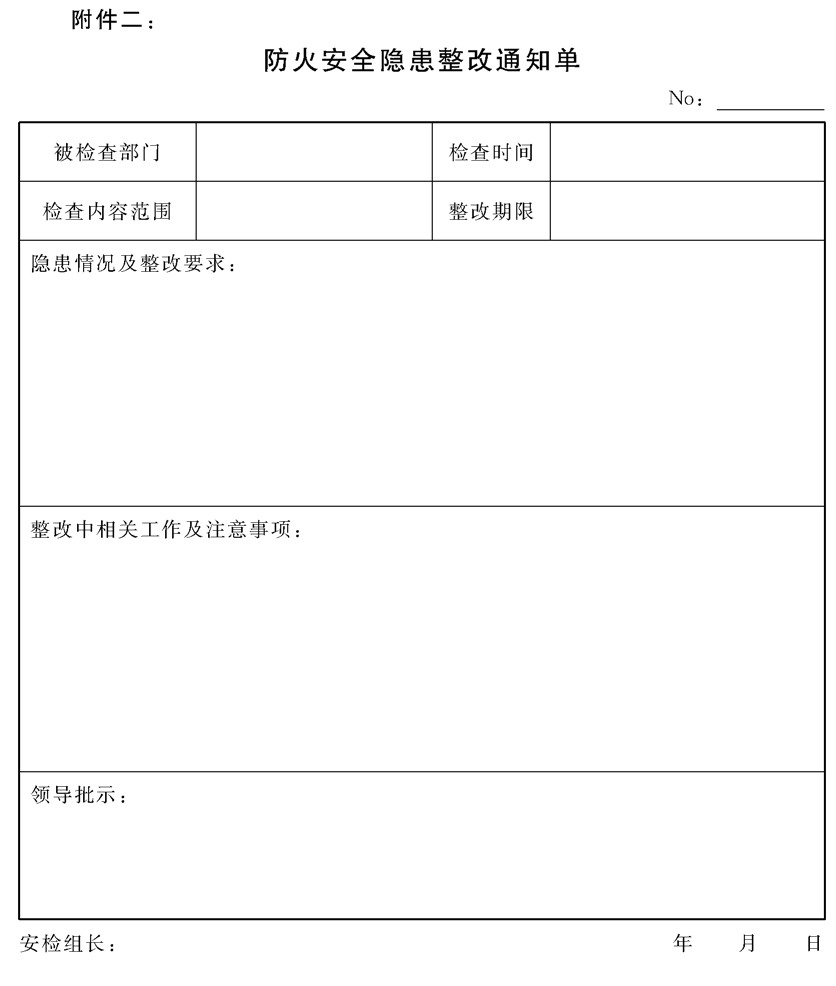 附件二：
防火安全隐患整改通知单
No：
被检查部门 检查时间
检查内容范围 整改期限
隐患情况及整改要求：
整改中相关工作及注意事项：
领导批示：
安检组长： 年 月 日